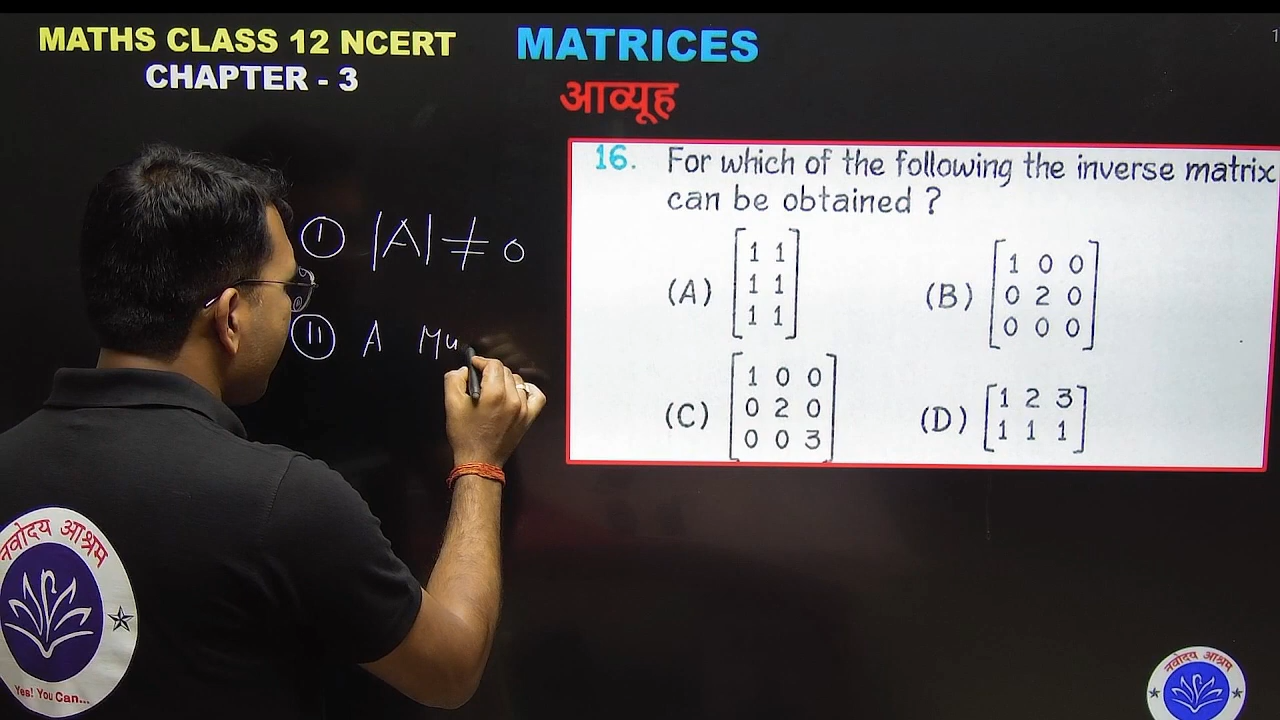 MATHS CLASS 12 NCERT
CHAPTER - 3
MATRICES
आव्यूह
16. For which of the following the inverse matrix
can be obtained ?
(A) [1 1
1 1
1 1]
(B) [1 0 0
0 2 0
0 0 0]
(C) [1 0 0
0 2 0
0 0 3]
(D) [1 2 3
1 1 1]
① |A| ≠ 0
② A Mu
नवोदय आश्रम
Yes! You Can...
नवोदय आश्रम